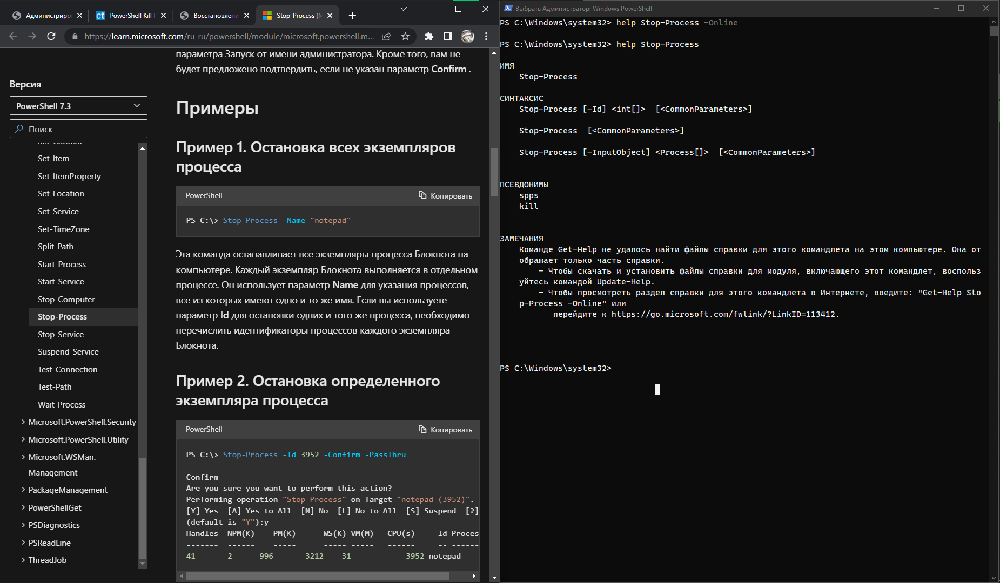 Администриро
PowerShell Kill P
Восстановлени
Stop-Process (M
https://learn.microsoft.com/ru-ru/powershell/module/microsoft.powershell.m...
параметра Запуск от имени администратора. Кроме того, вам не
будет предложено подтвердить, если не указан параметр Confirm .
Версия
PowerShell 7.3
Поиск
Set-Content
Set-Item
Set-ItemProperty
Set-Location
Set-Service
Set-TimeZone
Split-Path
Start-Process
Start-Service
Stop-Computer
Stop-Process
Stop-Service
Suspend-Service
Test-Connection
Test-Path
Wait-Process
Microsoft.PowerShell.Security
Microsoft.PowerShell.Utility
Microsoft.WSMan.
Management
PackageManagement
PowerShellGet
PSDiagnostics
PSReadLine
ThreadJob
Примеры
Пример 1. Остановка всех экземпляров
процесса
PowerShell
Копировать
PS C:\> Stop-Process -Name "notepad"
Эта команда останавливает все экземпляры процесса Блокнота на
компьютере. Каждый экземпляр Блокнота выполняется в отдельном
процессе. Он использует параметр Name для указания процессов,
все из которых имеют одно и то же имя. Если вы используете
параметр Id для остановки одних и того же процесса, необходимо
перечислить идентификаторы процессов каждого экземпляра
Блокнота.
Пример 2. Остановка определенного
экземпляра процесса
PowerShell
Копировать
PS C:\> Stop-Process -Id 3952 -Confirm -PassThru
Confirm
Are you sure you want to perform this action?
Performing operation "Stop-Process" on Target "notepad (3952)".
[Y] Yes  [A] Yes to All  [N] No  [L] No to All  [S] Suspend  [?]
(default is "Y"):y
Handles  NPM(K)    PM(K)      WS(K) VM(M)   CPU(s)     Id Proces
-------  ------    -----      ----- -----   ------     -- ------
41       2      996       3212    31            3952 notepad
Выбрать Администратор: Windows PowerShell
PS C:\Windows\system32> help Stop-Process -Online
PS C:\Windows\system32> help Stop-Process
ИМЯ
Stop-Process
СИНТАКСИС
Stop-Process [-Id] <int[]>  [<CommonParameters>]
Stop-Process  [<CommonParameters>]
Stop-Process [-InputObject] <Process[]>  [<CommonParameters>]
ПСЕВДОНИМЫ
spps
kill
ЗАМЕЧАНИЯ
Команде Get-Help не удалось найти файлы справки для этого командлета на этом компьютере. Она от
ображает только часть справки.
- Чтобы скачать и установить файлы справки для модуля, включающего этот командлет, воспольз
уйтесь командой Update-Help.
- Чтобы просмотреть раздел справки для этого командлета в Интернете, введите: "Get-Help Sto
p-Process -Online" или
перейдите к https://go.microsoft.com/fwlink/?LinkID=113412.
PS C:\Windows\system32>